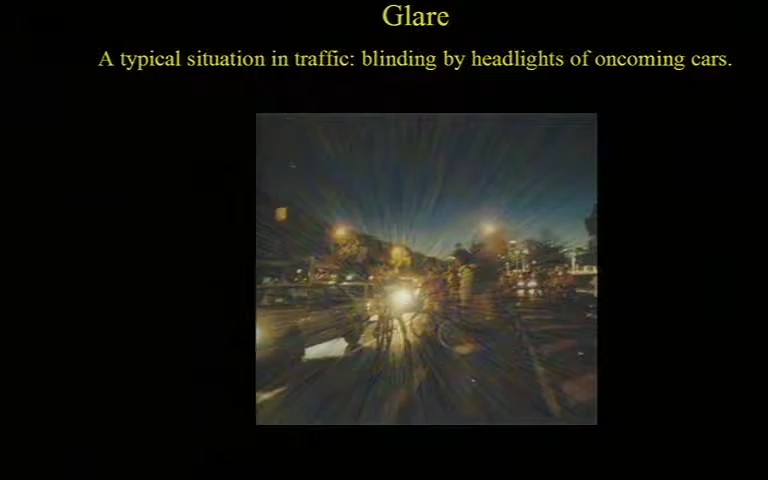 Glare
A typical situation in traffic: blinding by headlights of oncoming cars.